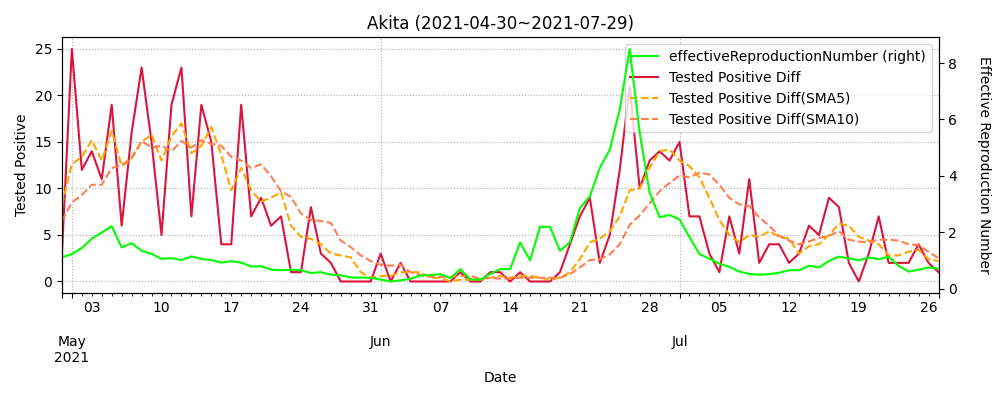 Akita (2021-04-30~2021-07-29)
effectiveReproductionNumber (right)
Tested Positive Diff
Tested Positive Diff(SMA5)
Tested Positive Diff(SMA10)
Tested Positive
25
20
15
10
5
0
Effective Reproduction Number
8
6
4
2
0
03 10 17 24 31 07 14 21 28 05 12 19 26
May Jun Jul
2021
Date